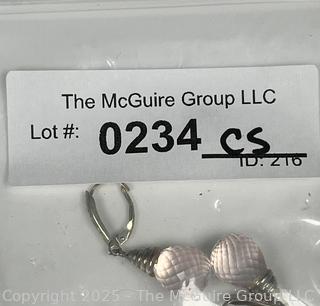 The McGuire Group LLC
Lot #: 0234 CS
ID: 216
Copyright 2025 - The McGuire Group LLC